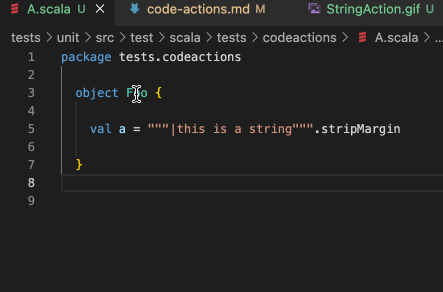 A.scala U × code-actions.md M StringAction.gif U
tests > unit > src > test > scala > tests > codeactions > A.scala > ...
1 package tests.codeactions
2
3 object Foo {
4
5 val a = """|this is a string""".stripMargin
6
7 }
8
9